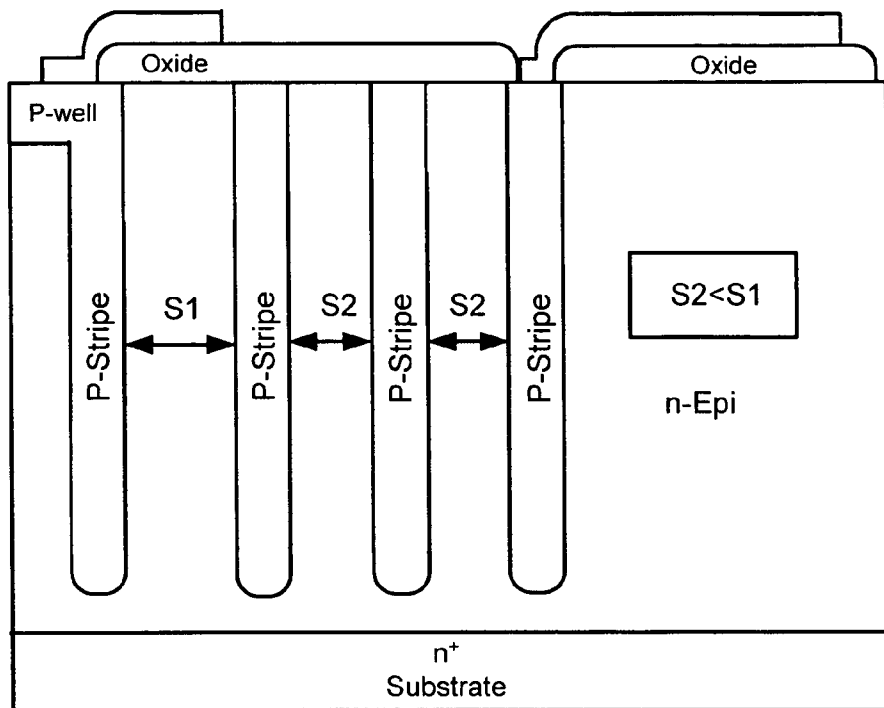 Oxide
Oxide
P-well
P-Stripe
S1
P-Stripe
S2
P-Stripe
S2
P-Stripe
S2<S1
n-Epi
n⁺
Substrate